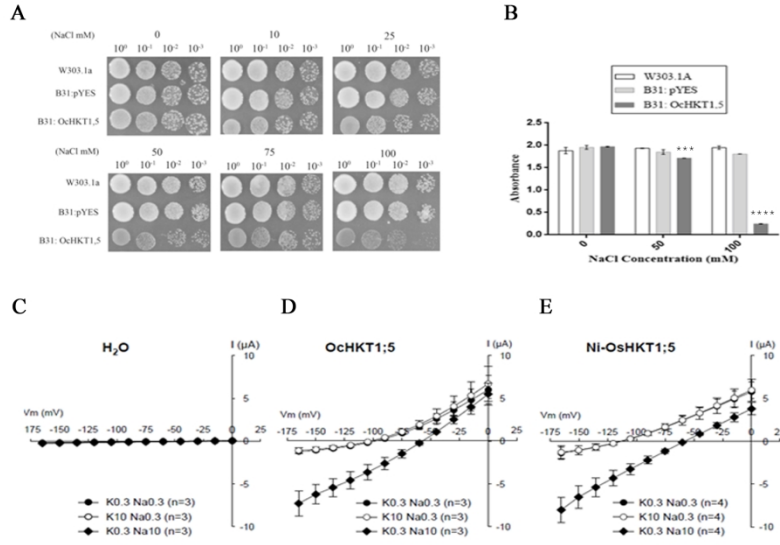 A
(NaCl mM) 0 10 25
10⁰ 10⁻¹ 10⁻² 10⁻³ 10⁰ 10⁻¹ 10⁻² 10⁻³ 10⁰ 10⁻¹ 10⁻² 10⁻³
W303.1a
B31:pYES
B31: OcHKT1,5
(NaCl mM) 50 75 100
10⁰ 10⁻¹ 10⁻² 10⁻³ 10⁰ 10⁻¹ 10⁻² 10⁻³ 10⁰ 10⁻¹ 10⁻² 10⁻³
W303.1a
B31:pYES
B31: OcHKT1,5
B
W303.1A
B31: pYES
B31: OcHKT1,5
Absorbance
2.5
2.0
1.5
1.0
0.5
0.0
***
****
0 50 100
NaCl Concentration (mM)
C
H₂O
I (µA)
10
5
Vm (mV)
-175 -150 -125 -100 -75 -50 -25 0 25
-5
-10
K0.3 Na0.3 (n=3)
K10 Na0.3 (n=3)
K0.3 Na10 (n=3)
D
OcHKT1;5
I (µA)
10
5
Vm (mV)
-175 -150 -125 -100 -75 -50 -25 0 25
-5
-10
K0.3 Na0.3 (n=3)
K10 Na0.3 (n=3)
K0.3 Na10 (n=3)
E
Ni-OsHKT1;5
I (µA)
10
5
Vm (mV)
-175 -150 -125 -100 -75 -50 -25 0 25
-5
-10
K0.3 Na0.3 (n=4)
K10 Na0.3 (n=4)
K0.3 Na10 (n=4)